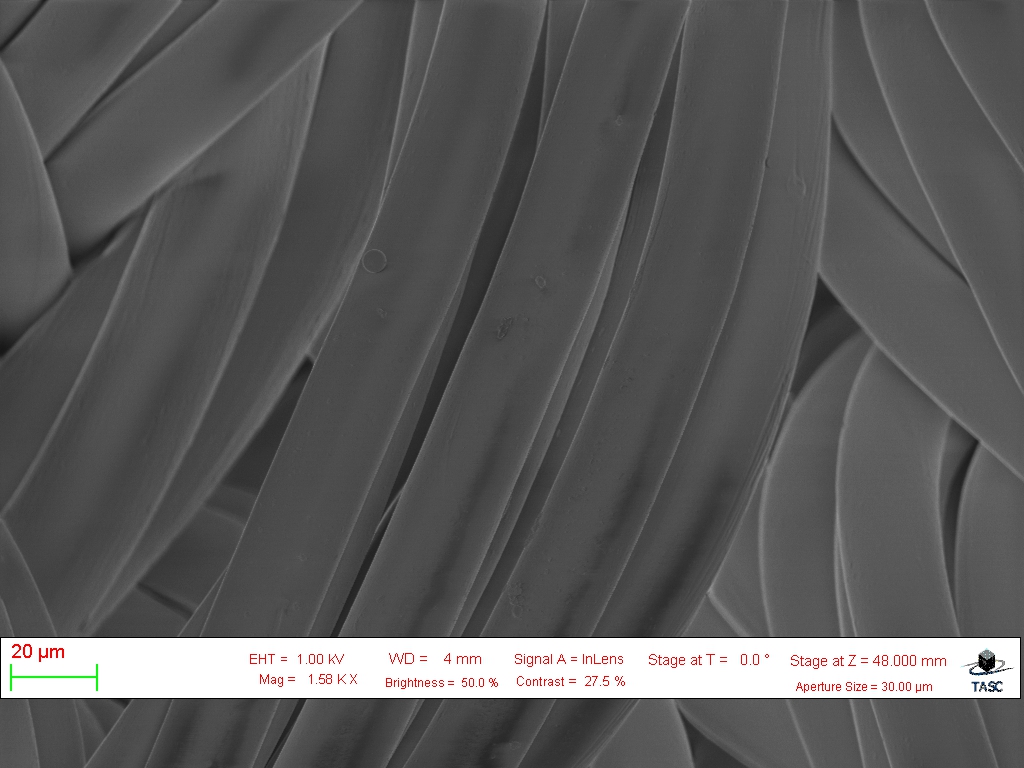 20 µm
EHT = 1.00 kV
WD = 4 mm
Signal A = InLens
Stage at T = 0.0 °
Stage at Z = 48.000 mm
Mag = 1.58 K X
Brightness = 50.0 %
Contrast = 27.5 %
Aperture Size = 30.00 µm
TASC